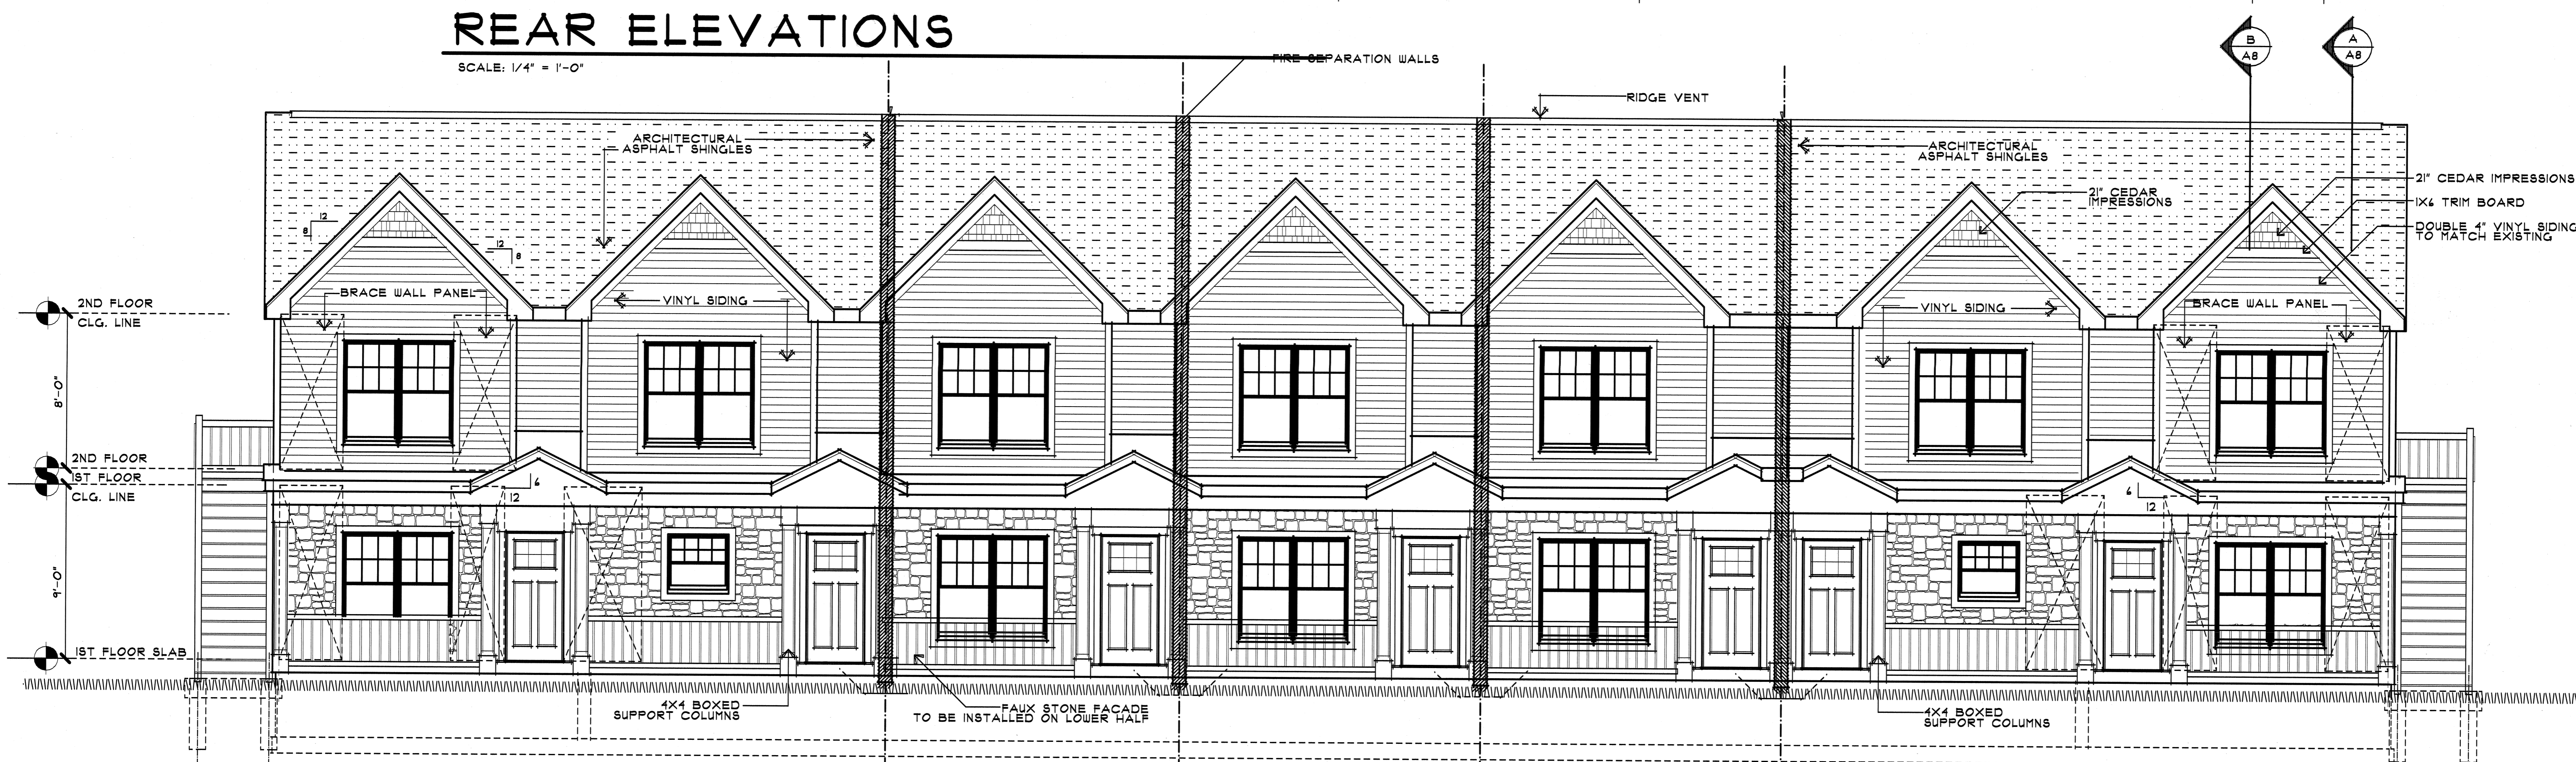 REAR ELEVATIONS
SCALE: 1/4" = 1'-0"
FIRE SEPARATION WALLS
B
A8
A
A8
RIDGE VENT
ARCHITECTURAL
ASPHALT SHINGLES
ARCHITECTURAL
ASPHALT SHINGLES
21" CEDAR
IMPRESSIONS
21" CEDAR IMPRESSIONS
1X6 TRIM BOARD
DOUBLE 4" VINYL SIDING
TO MATCH EXISTING
12
8
12
8
BRACE WALL PANEL
VINYL SIDING
VINYL SIDING
BRACE WALL PANEL
2ND FLOOR
CLG. LINE
8'-0"
2ND FLOOR
1ST FLOOR
CLG. LINE
6
12
6
12
9'-0"
1ST FLOOR SLAB
4X4 BOXED
SUPPORT COLUMNS
FAUX STONE FACADE
TO BE INSTALLED ON LOWER HALF
4X4 BOXED
SUPPORT COLUMNS